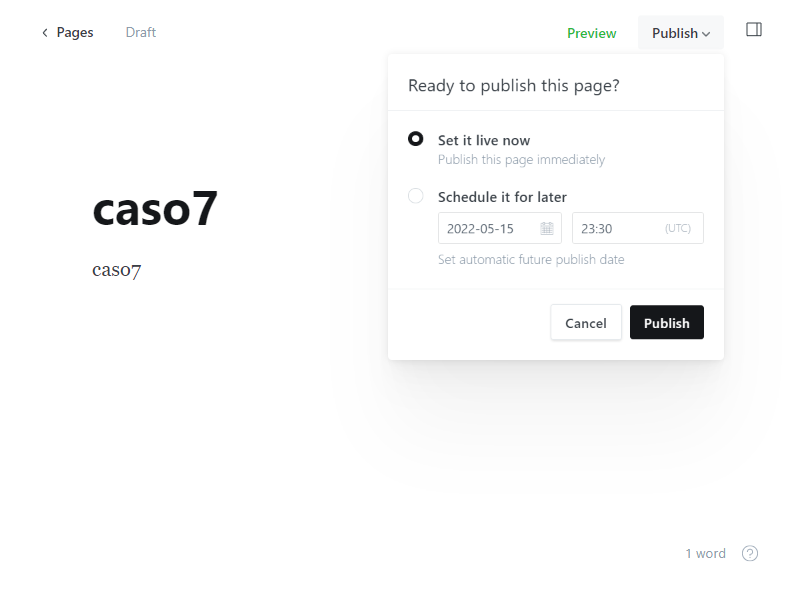 Pages
Draft
Preview
Publish
Ready to publish this page?
Set it live now
Publish this page immediately
caso7
Schedule it for later
2022-05-15
23:30
(UTC)
caso7
Set automatic future publish date
Cancel
Publish
1 word
?